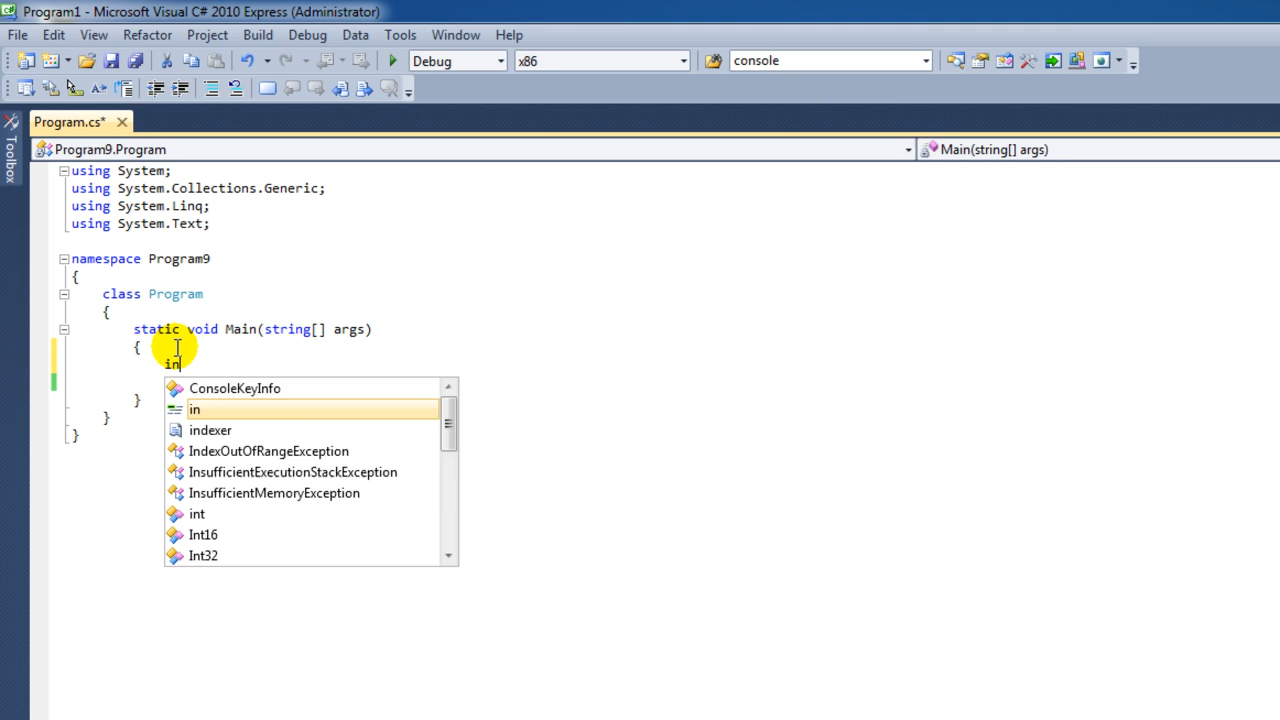 Program1 - Microsoft Visual C# 2010 Express (Administrator)
File Edit View Refactor Project Build Debug Data Tools Window Help
Debug x86 console
Toolbox
Program.cs*
Program9.Program Main(string[] args)
using System;
using System.Collections.Generic;
using System.Linq;
using System.Text;
namespace Program9
{
class Program
{
static void Main(string[] args)
{
in
ConsoleKeyInfo
in
indexer
IndexOutOfRangeException
InsufficientExecutionStackException
InsufficientMemoryException
int
Int16
Int32
}
}
}